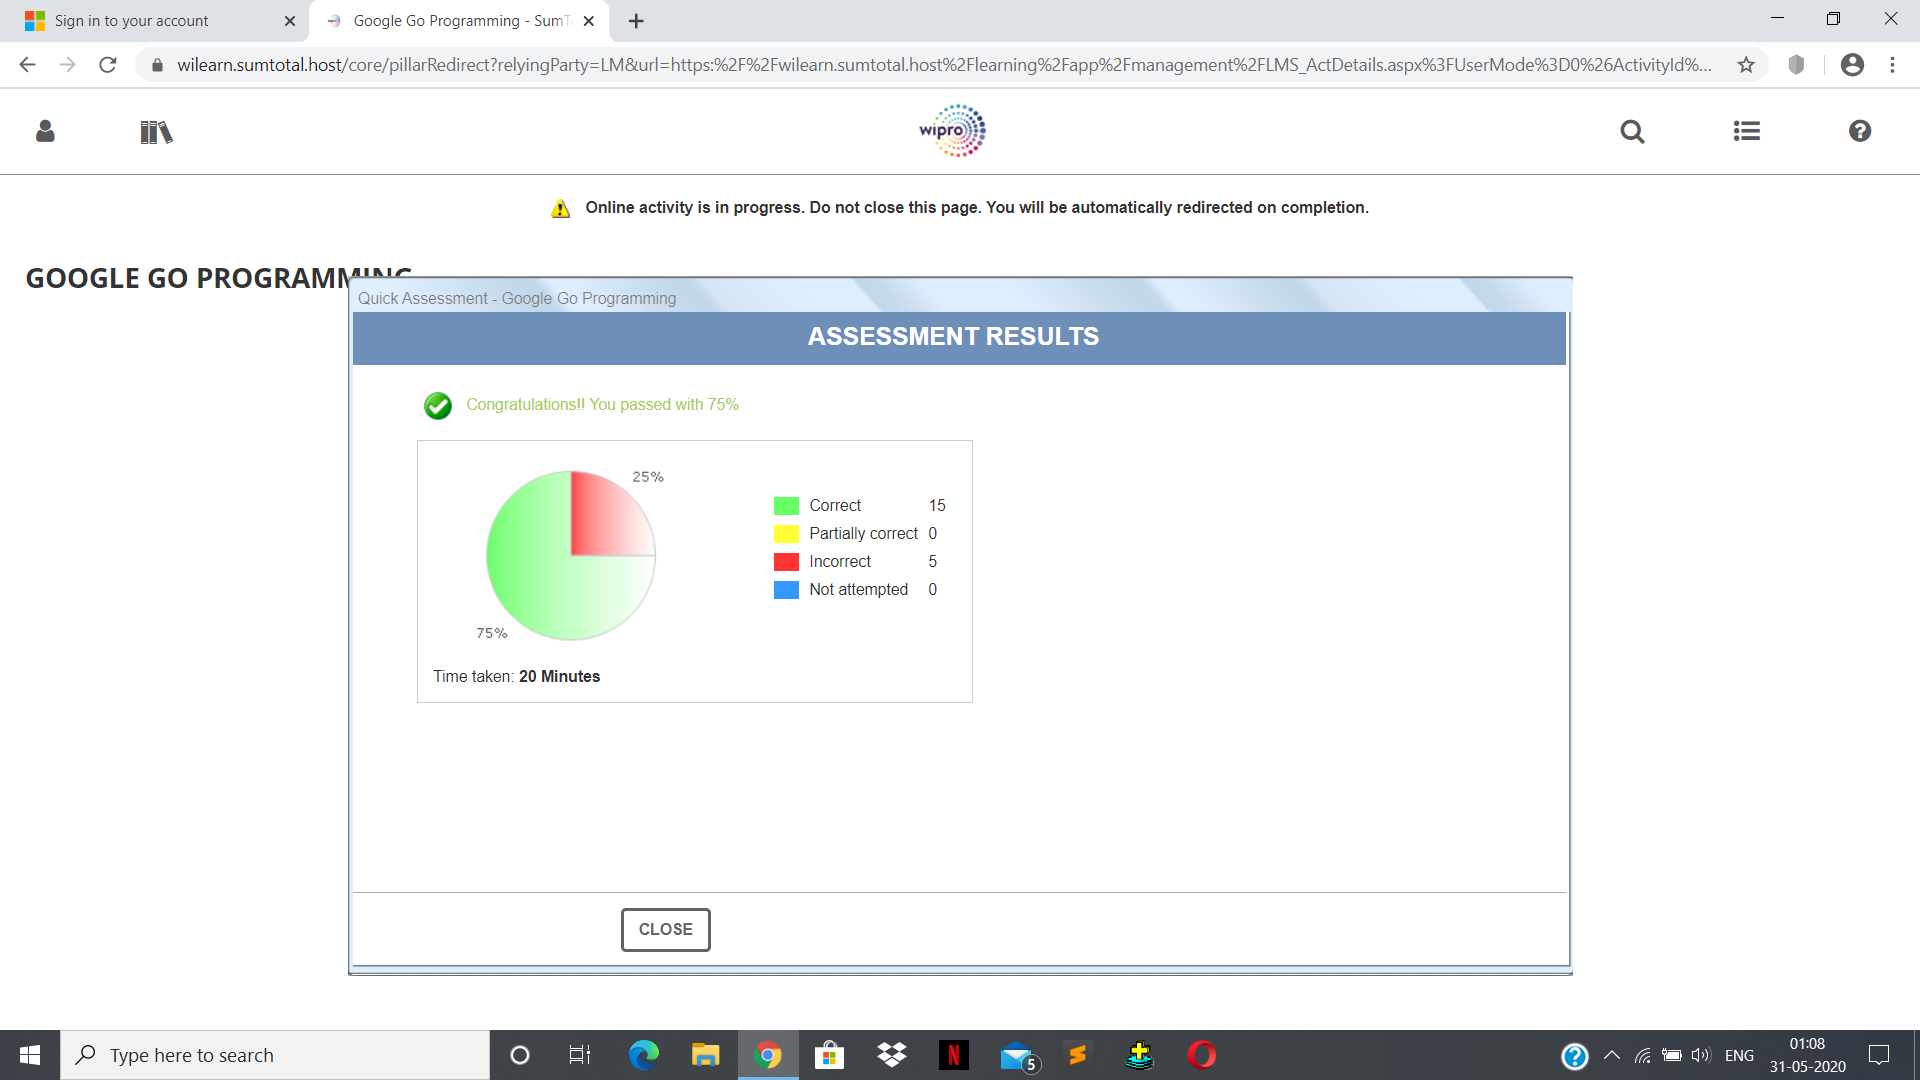 Sign in to your account
Google Go Programming - SumT
wilearn.sumtotal.host/core/pillarRedirect?relyingParty=LM&url=https:%2F%2Fwilearn.sumtotal.host%2Flearning%2Fapp%2Fmanagement%2FLMS_ActDetails.aspx%3FUserMode%3D0%26ActivityId%...
wipro
Online activity is in progress. Do not close this page. You will be automatically redirected on completion.
GOOGLE GO PROGRAMMING
Quick Assessment - Google Go Programming
ASSESSMENT RESULTS
Congratulations!! You passed with 75%
25%
75%
Correct 15
Partially correct 0
Incorrect 5
Not attempted 0
Time taken: 20 Minutes
CLOSE
Type here to search
N
5
ENG
01:08
31-05-2020